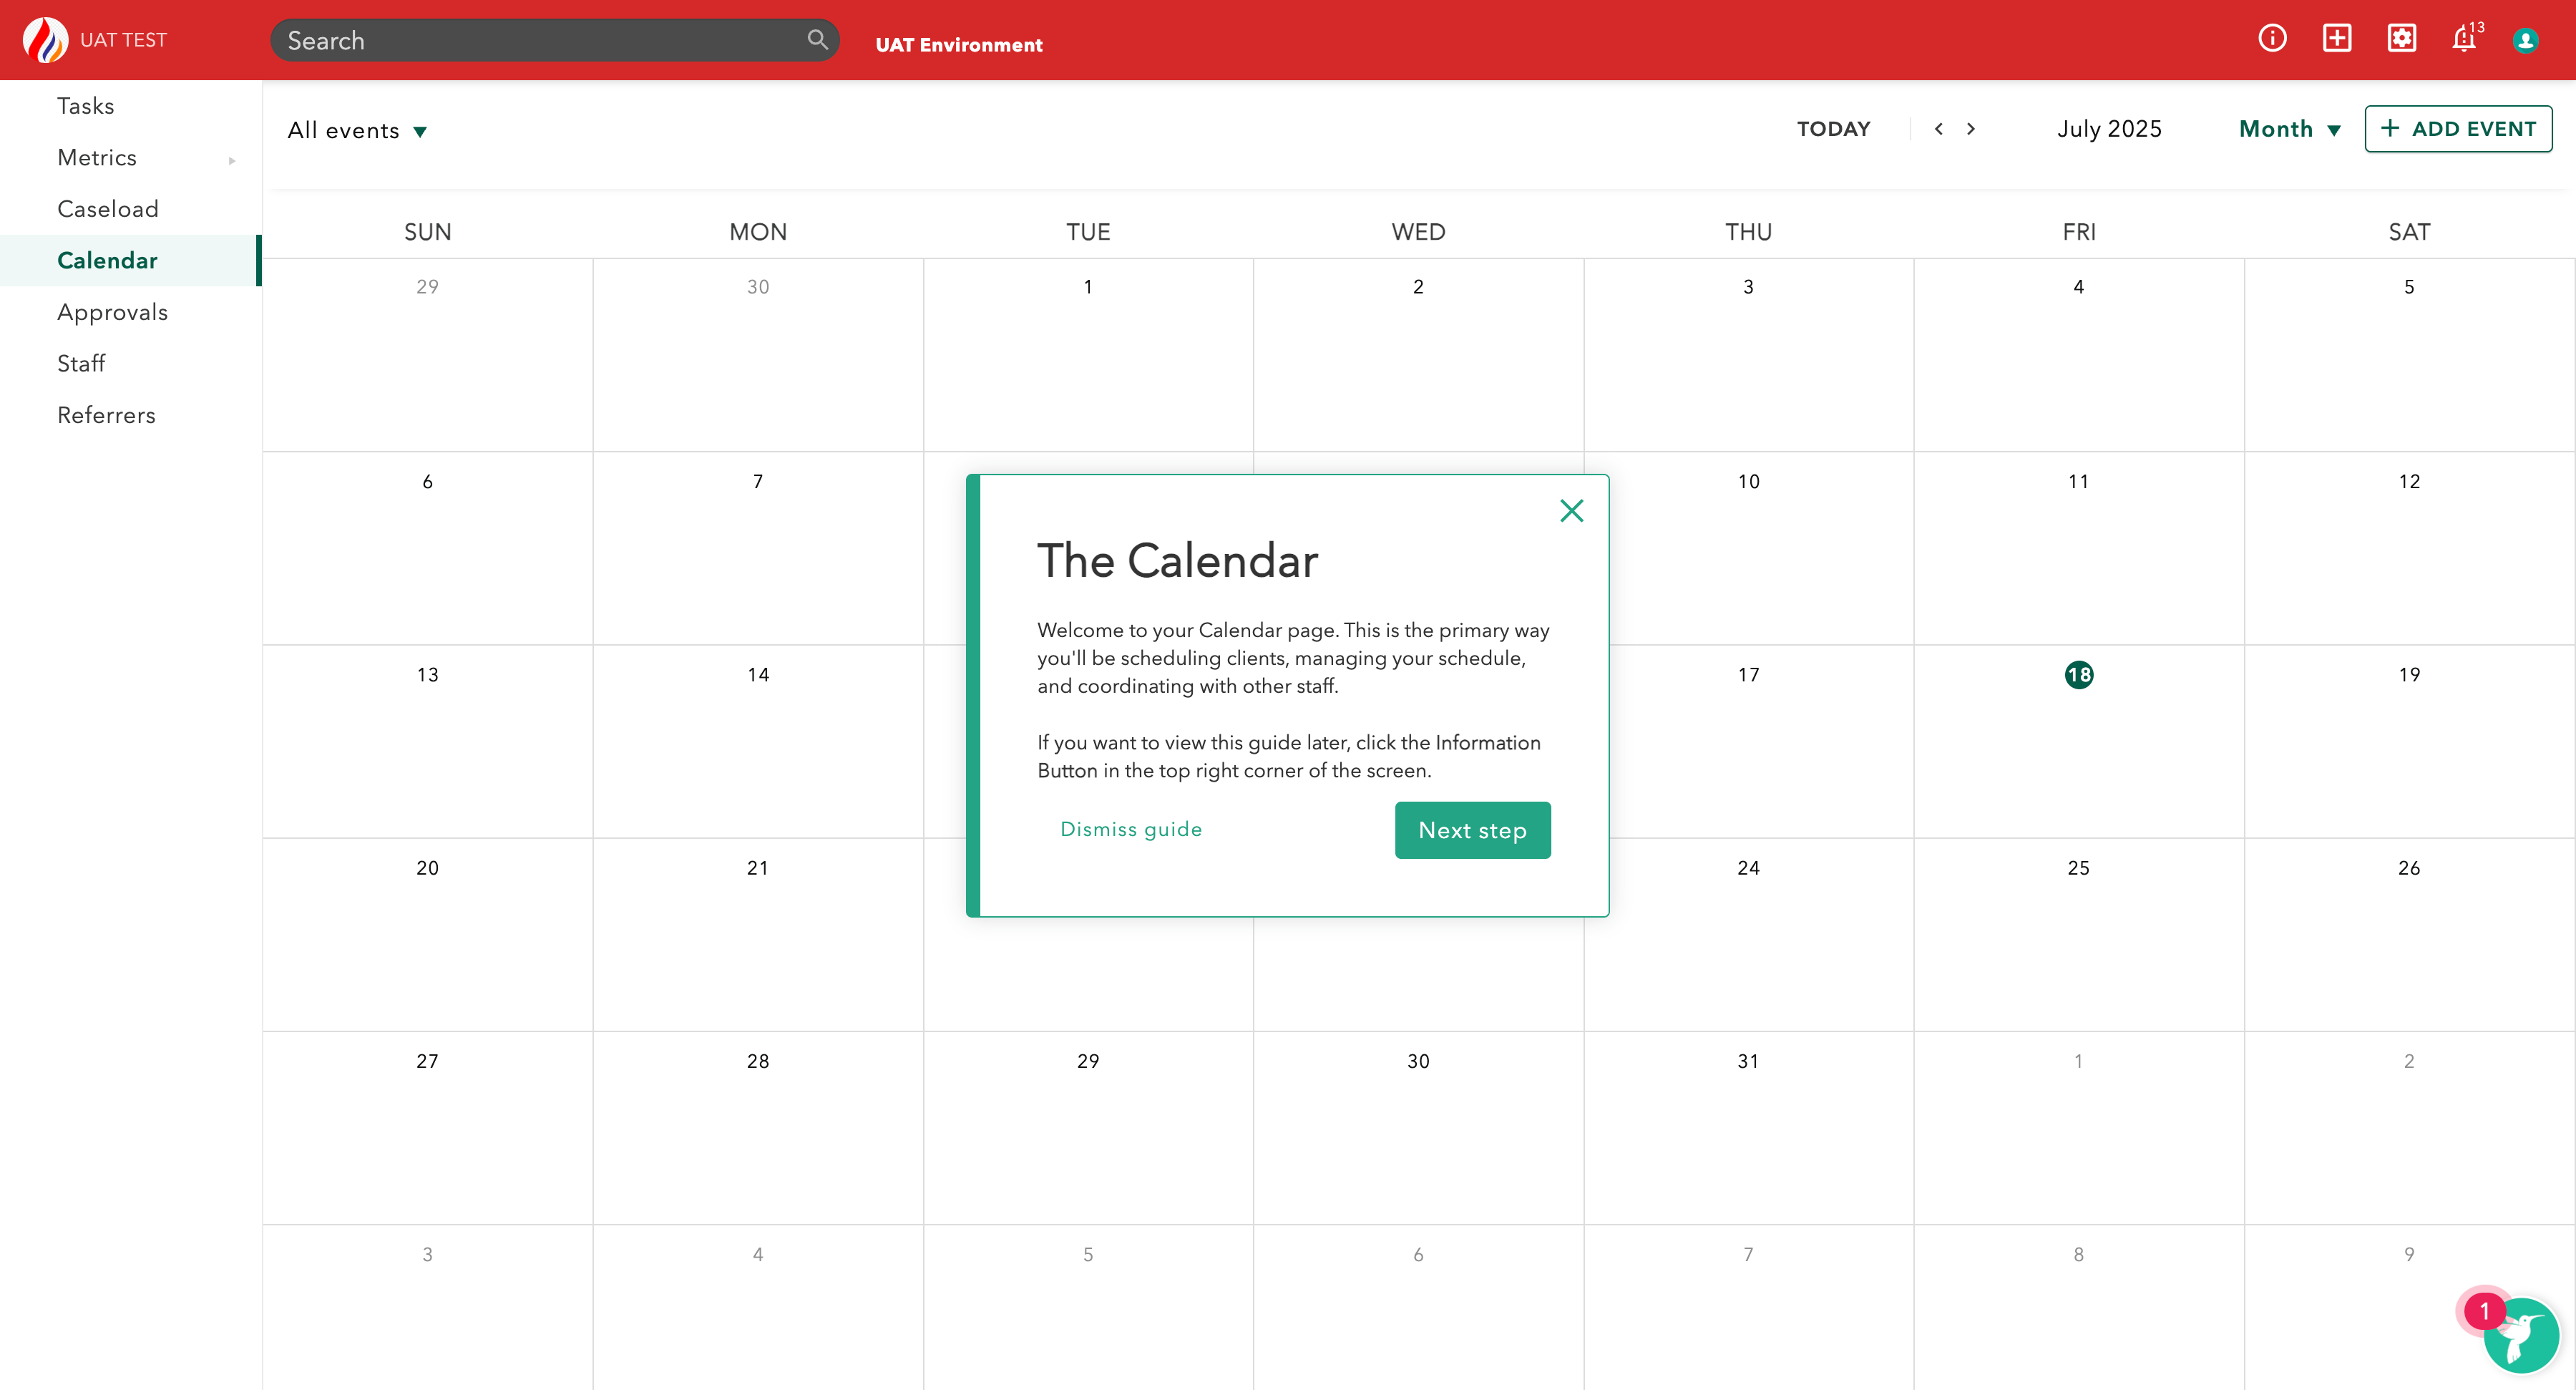 UAT TEST
Search
UAT Environment
13
Tasks
Metrics
Caseload
Calendar
Approvals
Staff
Referrers
All events
TODAY
July 2025
Month
+ ADD EVENT
SUN MON TUE WED THU FRI SAT
29 30 1 2 3 4 5
6 7 10 11 12
13 14 17 18 19
20 21 24 25 26
27 28 29 30 31 1 2
3 4 5 6 7 8 9
The Calendar
Welcome to your Calendar page. This is the primary way
you'll be scheduling clients, managing your schedule,
and coordinating with other staff.
If you want to view this guide later, click the Information
Button in the top right corner of the screen.
Dismiss guide
Next step
1